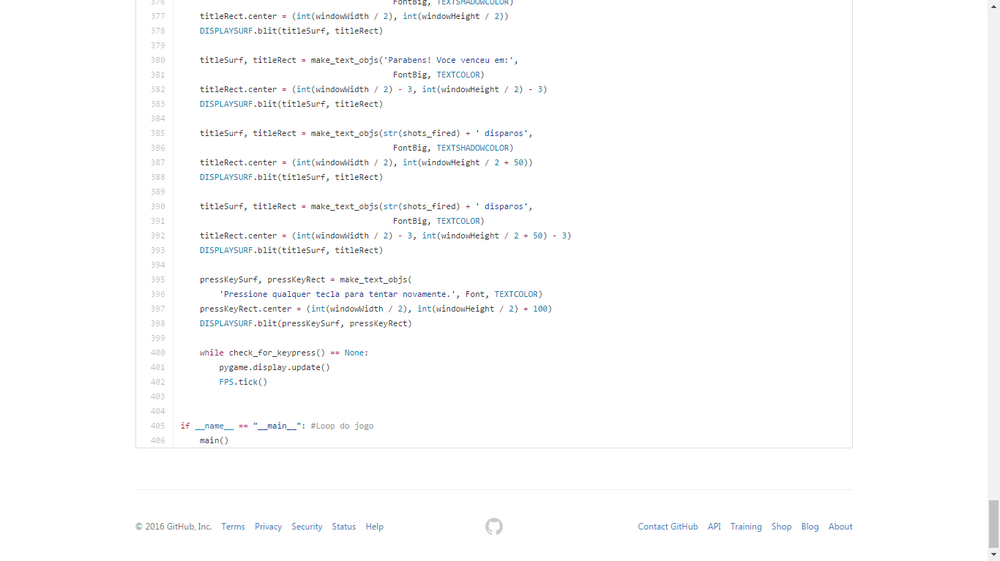 376                                             FontBig, TEXTSHADOWCOLOR)
377     titleRect.center = (int(windowWidth / 2), int(windowHeight / 2))
378     DISPLAYSURF.blit(titleSurf, titleRect)
379
380     titleSurf, titleRect = make_text_objs('Parabens! Voce venceu em:',
381                                             FontBig, TEXTCOLOR)
382     titleRect.center = (int(windowWidth / 2) - 3, int(windowHeight / 2) - 3)
383     DISPLAYSURF.blit(titleSurf, titleRect)
384
385     titleSurf, titleRect = make_text_objs(str(shots_fired) + ' disparos',
386                                             FontBig, TEXTSHADOWCOLOR)
387     titleRect.center = (int(windowWidth / 2), int(windowHeight / 2 + 50))
388     DISPLAYSURF.blit(titleSurf, titleRect)
389
390     titleSurf, titleRect = make_text_objs(str(shots_fired) + ' disparos',
391                                             FontBig, TEXTCOLOR)
392     titleRect.center = (int(windowWidth / 2) - 3, int(windowHeight / 2 + 50) - 3)
393     DISPLAYSURF.blit(titleSurf, titleRect)
394
395     pressKeySurf, pressKeyRect = make_text_objs(
396         'Pressione qualquer tecla para tentar novamente.', Font, TEXTCOLOR)
397     pressKeyRect.center = (int(windowWidth / 2), int(windowHeight / 2) + 100)
398     DISPLAYSURF.blit(pressKeySurf, pressKeyRect)
399
400     while check_for_keypress() == None:
401         pygame.display.update()
402         FPS.tick()
403
404
405 if __name__ == "__main__": #Loop do jogo
406     main()
© 2016 GitHub, Inc. Terms Privacy Security Status Help Contact GitHub API Training Shop Blog About